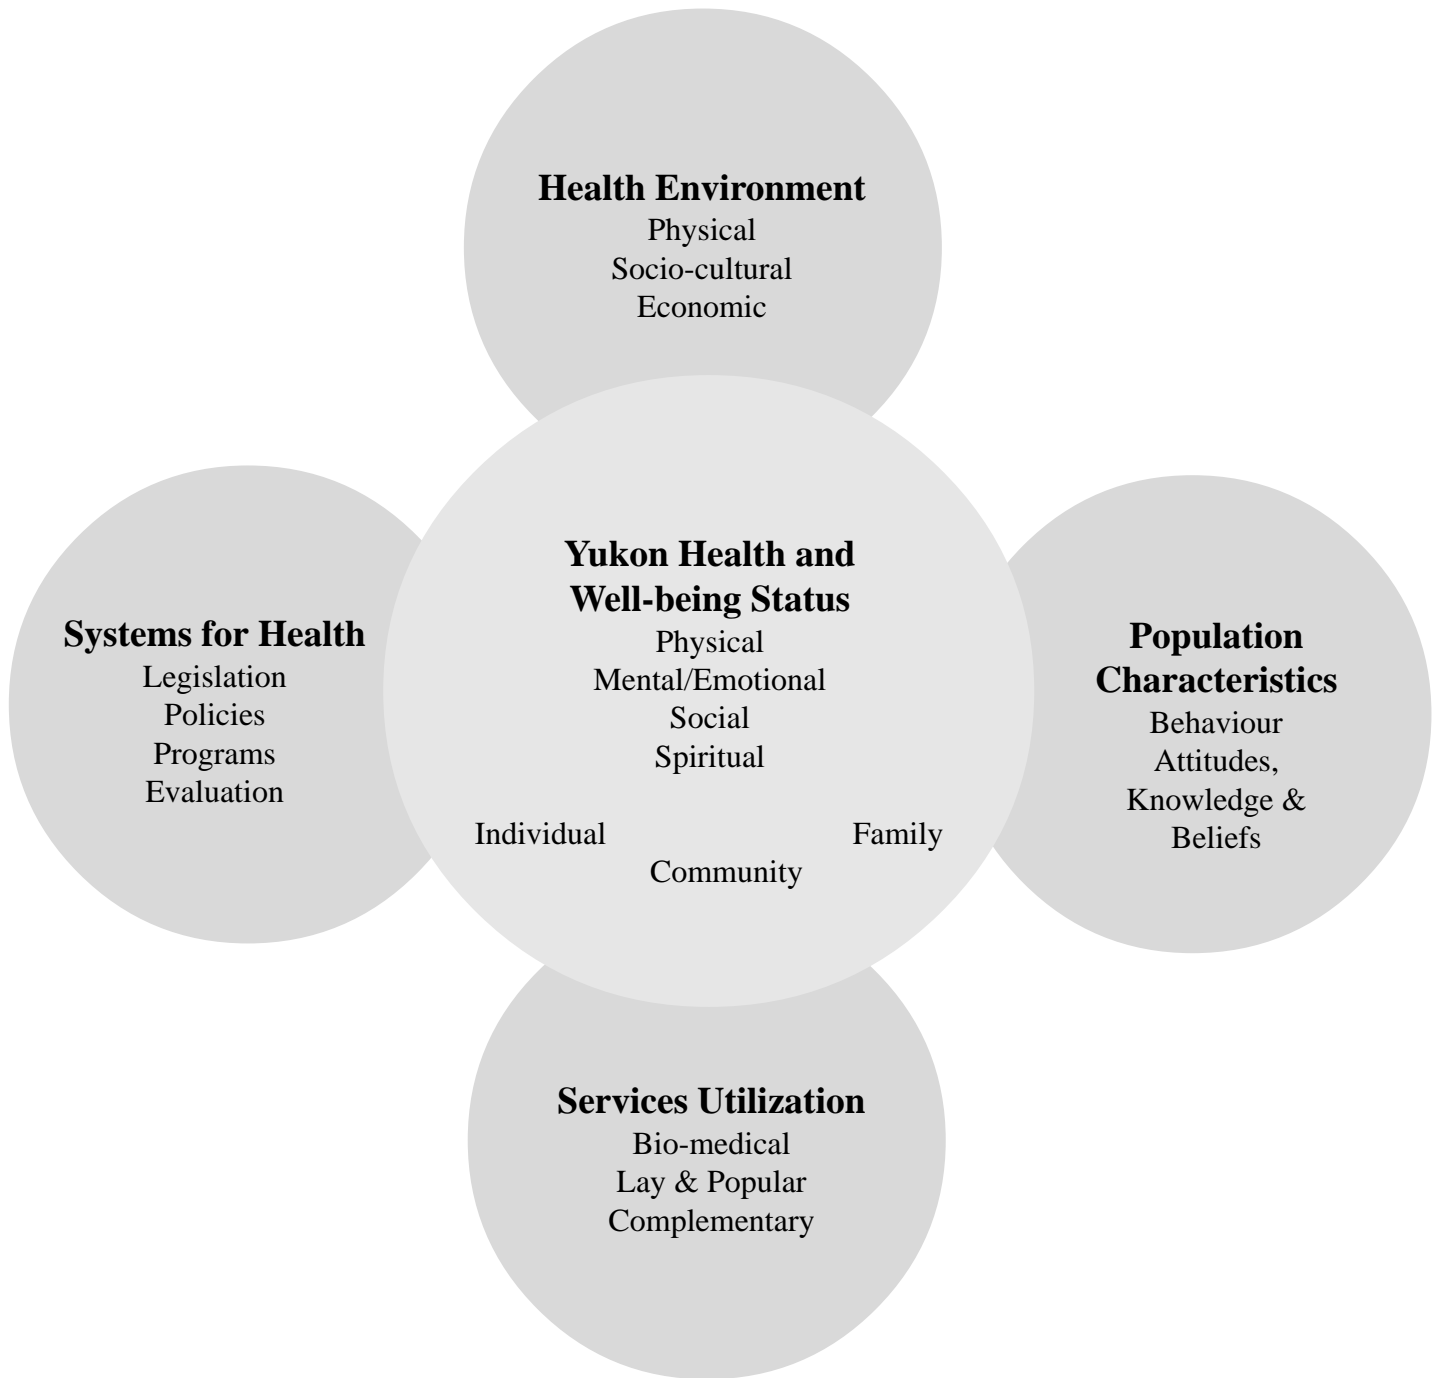 Health Environment
Physical
Socio-cultural
Economic
Yukon Health and
Well-being Status
Physical
Mental/Emotional
Social
Spiritual
Individual Family
Community
Systems for Health
Legislation
Policies
Programs
Evaluation
Population
Characteristics
Behaviour
Attitudes,
Knowledge &
Beliefs
Services Utilization
Bio-medical
Lay & Popular
Complementary